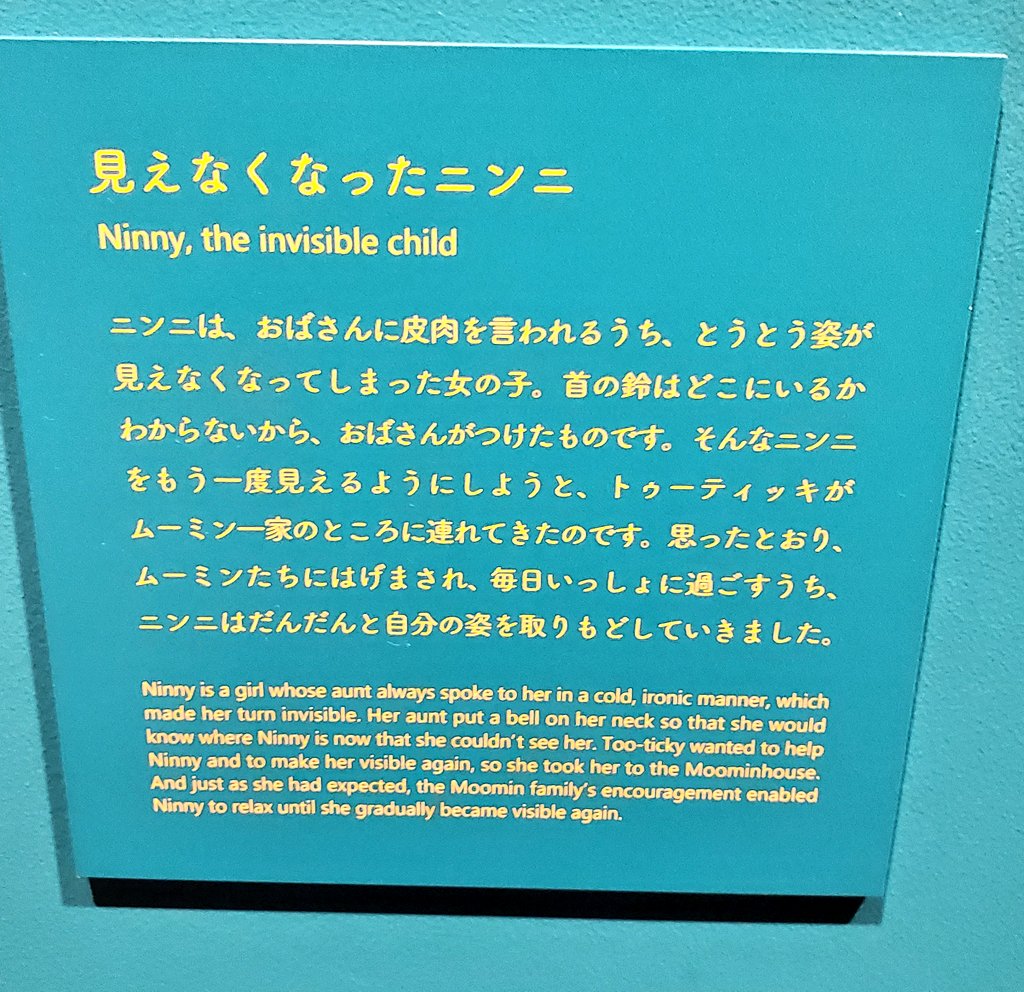 見えなくなったニンニ
Ninny, the invisible child
ニンニは、おばさんに皮肉を言われるうち、とうとう姿が
見えなくなってしまった女の子。首の鈴はどこにいるか
わからないから、おばさんがつけたものです。そんなニンニ
をもう一度見えるようにしようと、トゥーティッキが
ムーミン一家のところに連れてきたのです。思ったとおり、
ムーミンたちにはげまされ、毎日いっしょに過ごすうち、
ニンニはだんだんと自分の姿を取りもどしていきました。
Ninny is a girl whose aunt always spoke to her in a cold, ironic manner, which
made her turn invisible. Her aunt put a bell on her neck so that she would
know where Ninny is now that she couldn't see her. Too-ticky wanted to help
Ninny and to make her visible again, so she took her to the Moominhouse.
And just as she had expected, the Moomin family's encouragement enabled
Ninny to relax until she gradually became visible again.